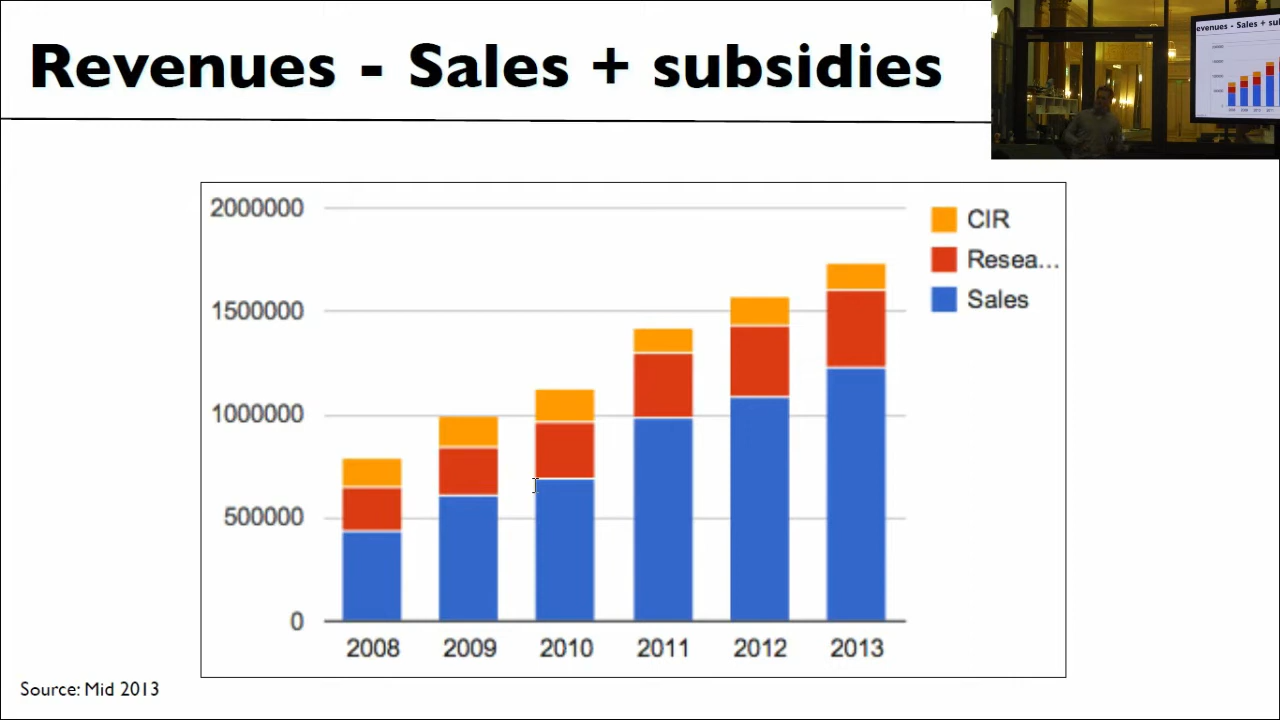 Revenues - Sales + subsidies
evenues - Sales + su
2000000
1500000
1000000
500000
0
2008
2009
2010
2011
2012
2013
CIR
Resea...
Sales
Source: Mid 2013